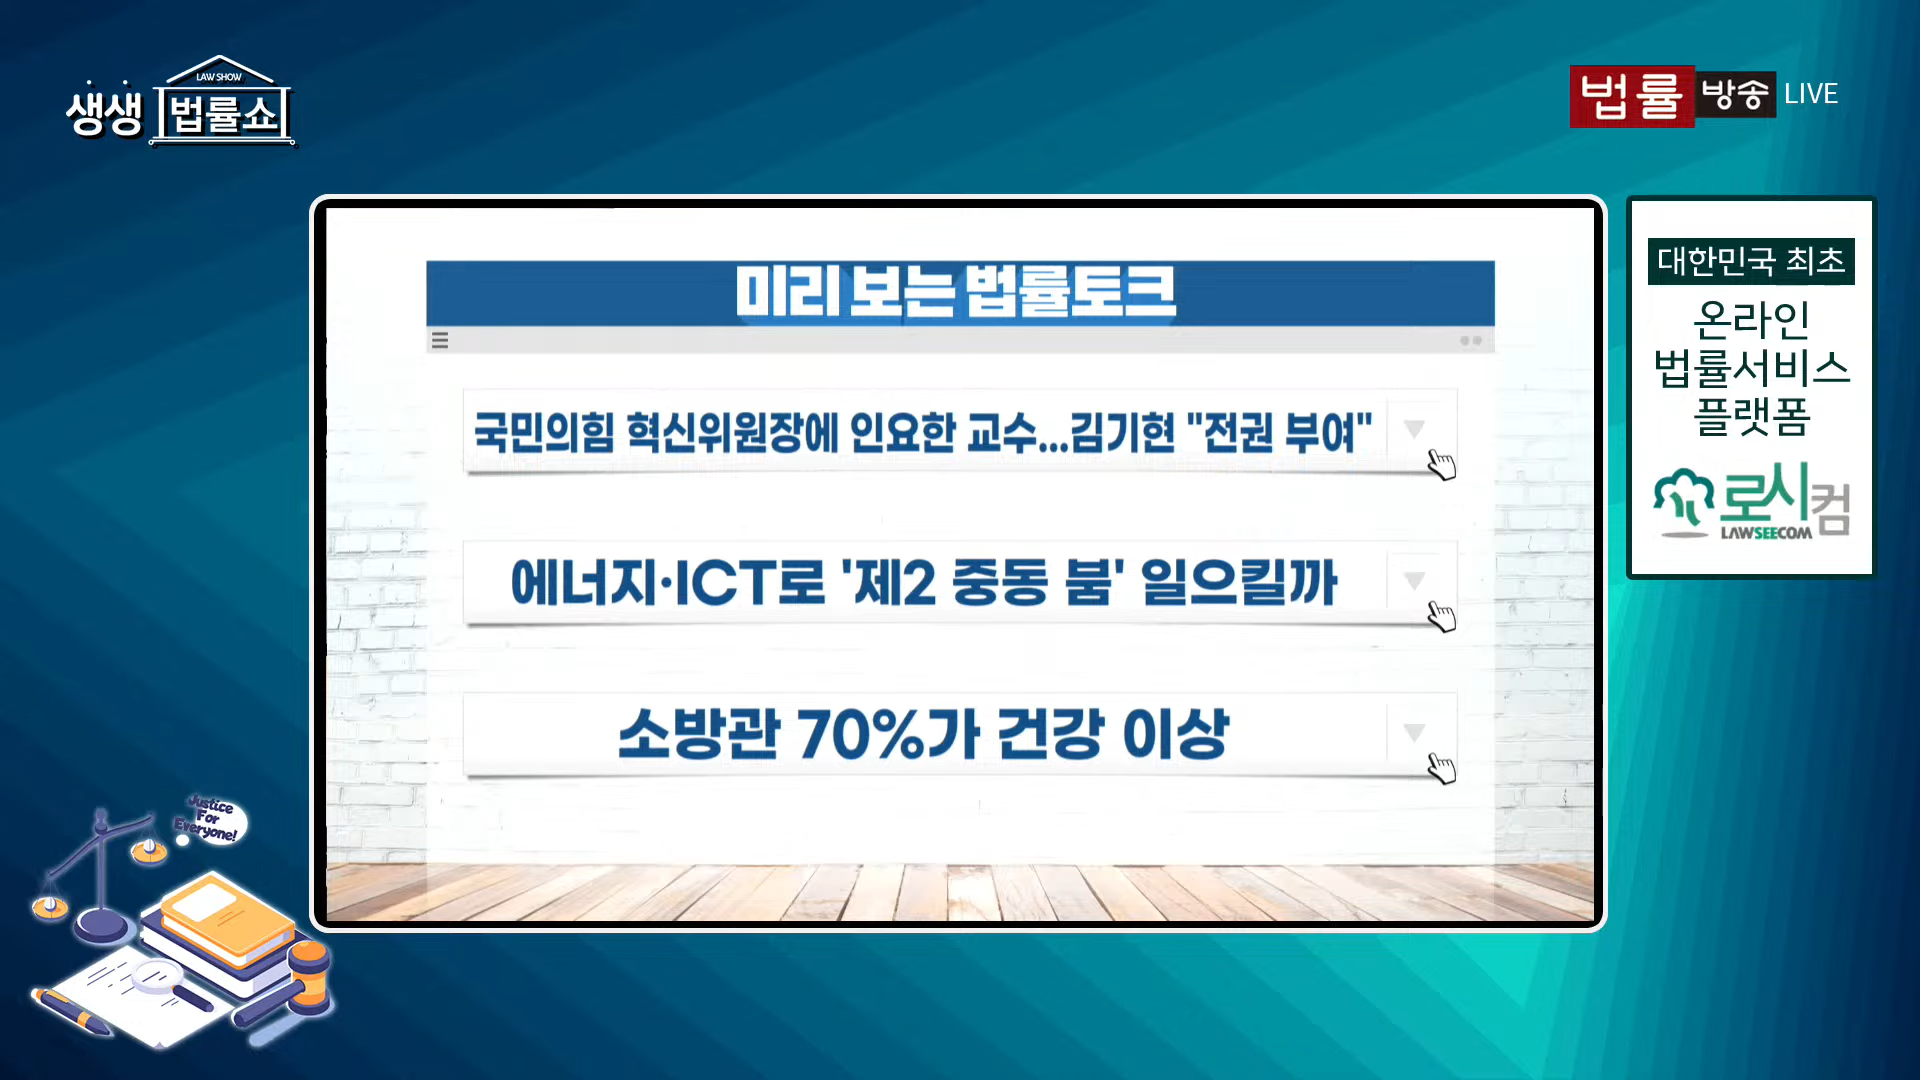 생생
LAW SHOW
법률쇼
법률방송 LIVE
미리 보는 법률토크
국민의힘 혁신위원장에 인요한 교수...김기현 "전권 부여"
에너지·ICT로 '제2 중동 붐' 일으킬까
소방관 70%가 건강 이상
대한민국 최초
온라인
법률서비스
플랫폼
로시컴
LAWSEECOM
Justice
For
Everyone!